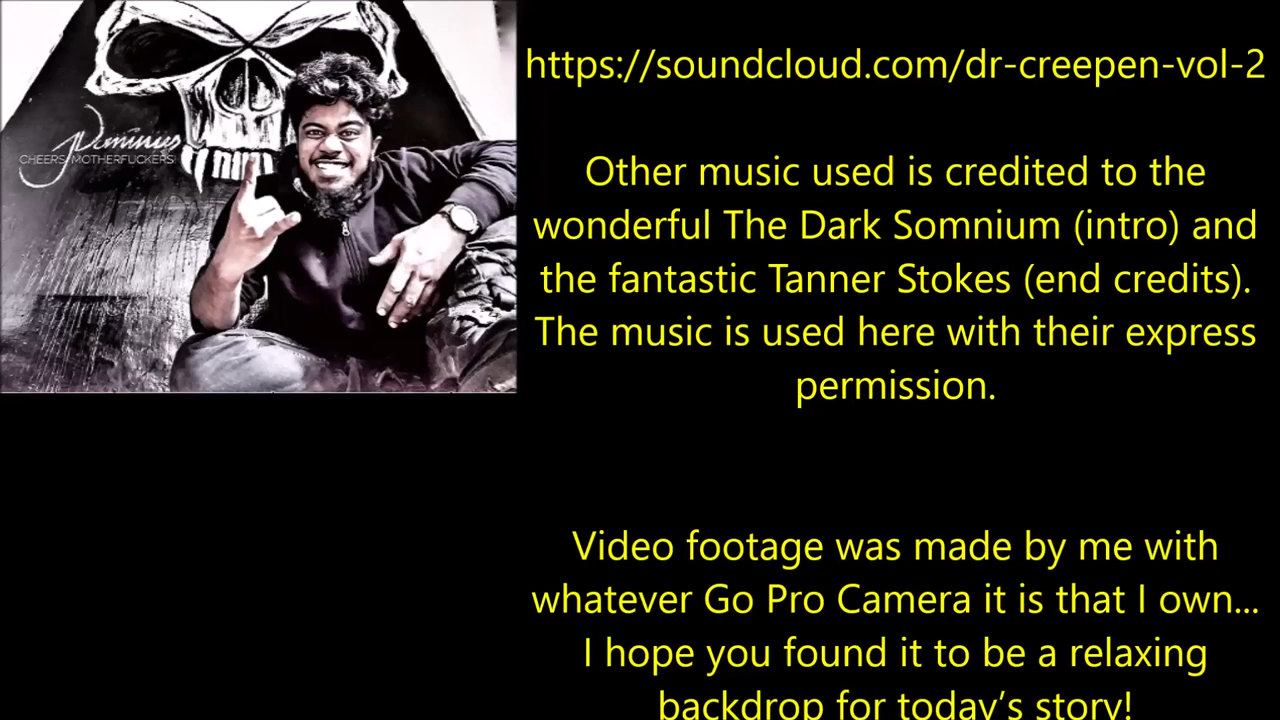 https://soundcloud.com/dr-creepen-vol-2
Other music used is credited to the
wonderful The Dark Somnium (intro) and
the fantastic Tanner Stokes (end credits).
The music is used here with their express
permission.
Video footage was made by me with
whatever Go Pro Camera it is that I own...
I hope you found it to be a relaxing
backdrop for today’s story!
CHEERS MOTHERFUCKERS!